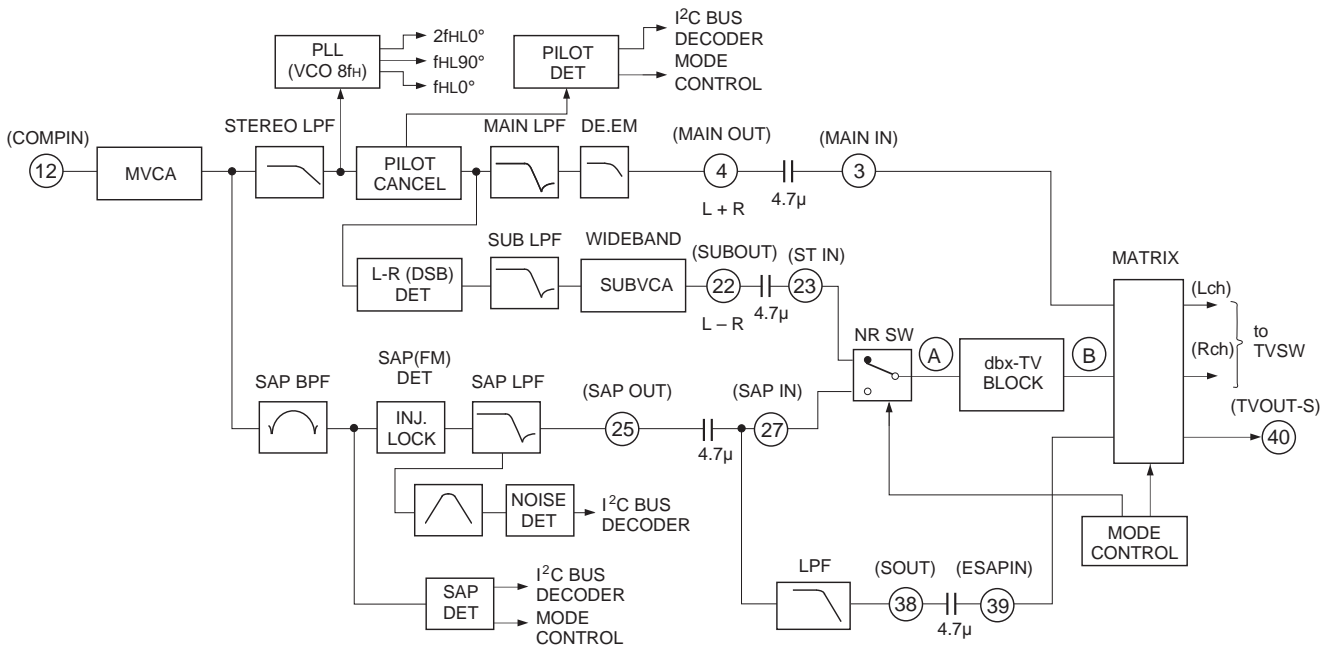 I²C BUS
DECODER
MODE
CONTROL
2fHL0°
fHL90°
fHL0°
PLL
(VCO 8fH)
PILOT
DET
(COMPIN)
12
MVCA
STEREO LPF
PILOT
CANCEL
MAIN LPF
DE.EM
(MAIN OUT)
4
L + R
4.7µ
(MAIN IN)
3
L-R (DSB)
DET
SUB LPF
WIDEBAND
SUBVCA
(SUBOUT)
22
L – R
4.7µ
(ST IN)
23
NR SW
A
dbx-TV
BLOCK
B
MATRIX
(Lch)
(Rch)
to
TVSW
(TVOUT-S)
40
SAP BPF
SAP(FM)
DET
INJ.
LOCK
SAP LPF
(SAP OUT)
25
4.7µ
(SAP IN)
27
NOISE
DET
I²C BUS
DECODER
MODE
CONTROL
SAP
DET
I²C BUS
DECODER
MODE
CONTROL
LPF
(SOUT)
38
4.7µ
(ESAPIN)
39